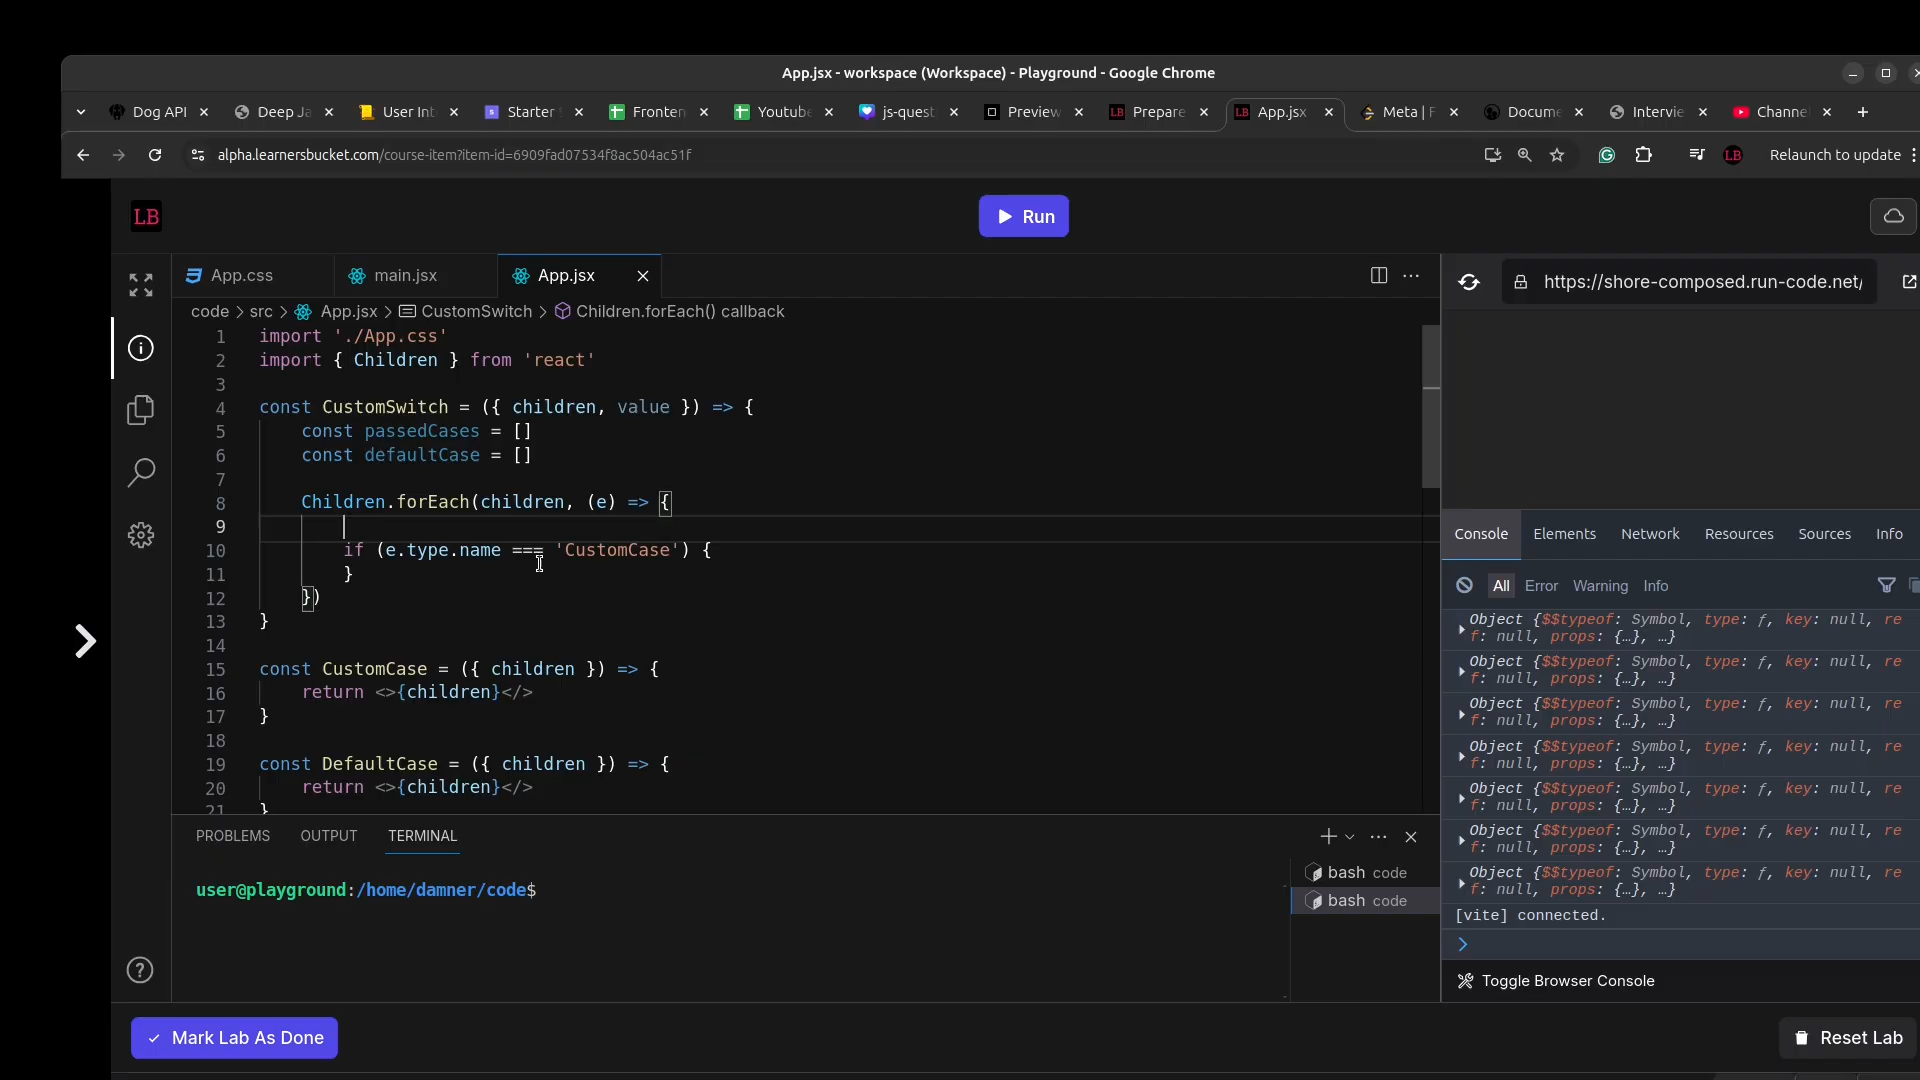 App.jsx - workspace (Workspace) - Playground - Google Chrome
Dog API
Deep Ja
User Int
Starter
Fronten
Youtube
js-quest
Preview
Prepare
App.jsx
Meta | F
Docume
Intervie
Channe
alpha.learnersbucket.com/course-item?item-id=6909fad07534f8ac504ac51f
LB
Relaunch to update
LB
Run
App.css
main.jsx
App.jsx
https://shore-composed.run-code.net/
code > src > App.jsx > CustomSwitch > Children.forEach() callback
1 import './App.css'
2 import { Children } from 'react'
3
4 const CustomSwitch = ({ children, value }) => {
5 const passedCases = []
6 const defaultCase = []
7
8 Children.forEach(children, (e) => {
9
10 if (e.type.name === 'CustomCase') {
11 }
12 })
13 }
14
15 const CustomCase = ({ children }) => {
16 return <>{children}</>
17 }
18
19 const DefaultCase = ({ children }) => {
20 return <>{children}</>
21 }
PROBLEMS OUTPUT TERMINAL
user@playground:/home/damner/code$
bash code
bash code
Console Elements Network Resources Sources Info
All Error Warning Info
Object {$$typeof: Symbol, type: ƒ, key: null, re
f: null, props: {…}, …}
Object {$$typeof: Symbol, type: ƒ, key: null, re
f: null, props: {…}, …}
Object {$$typeof: Symbol, type: ƒ, key: null, re
f: null, props: {…}, …}
Object {$$typeof: Symbol, type: ƒ, key: null, re
f: null, props: {…}, …}
Object {$$typeof: Symbol, type: ƒ, key: null, re
f: null, props: {…}, …}
Object {$$typeof: Symbol, type: ƒ, key: null, re
f: null, props: {…}, …}
Object {$$typeof: Symbol, type: ƒ, key: null, re
f: null, props: {…}, …}
[vite] connected.
Toggle Browser Console
Mark Lab As Done
Reset Lab